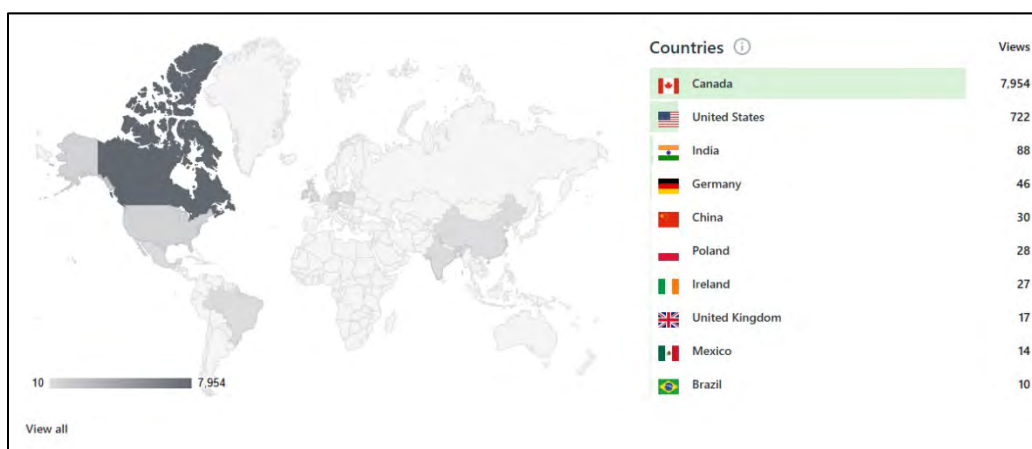 Countries Views
Canada 7,954
United States 722
India 88
Germany 46
China 30
Poland 28
Ireland 27
United Kingdom 17
Mexico 14
Brazil 10
10 7,954
View all